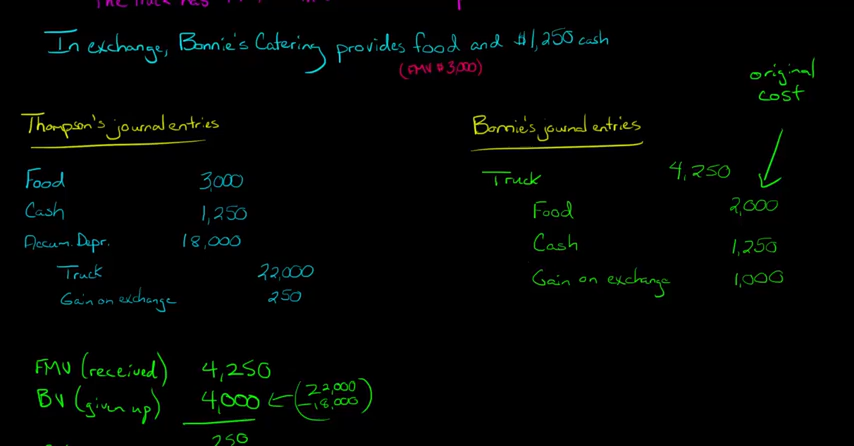 The truck has
In exchange, Bonnie's Catering provides food and $1,250 cash
(FMV $3,000)
original
cost
Thompson's journal entries
Food 3,000
Cash 1,250
Accum. Depr. 18,000
Truck 22,000
Gain on exchange 250
Bonnie's journal entries
Truck 4,250
Food 2,000
Cash 1,250
Gain on exchange 1,000
FMV (received) 4,250
BV (given up) 4,000 ← (22,000
-18,000)
250